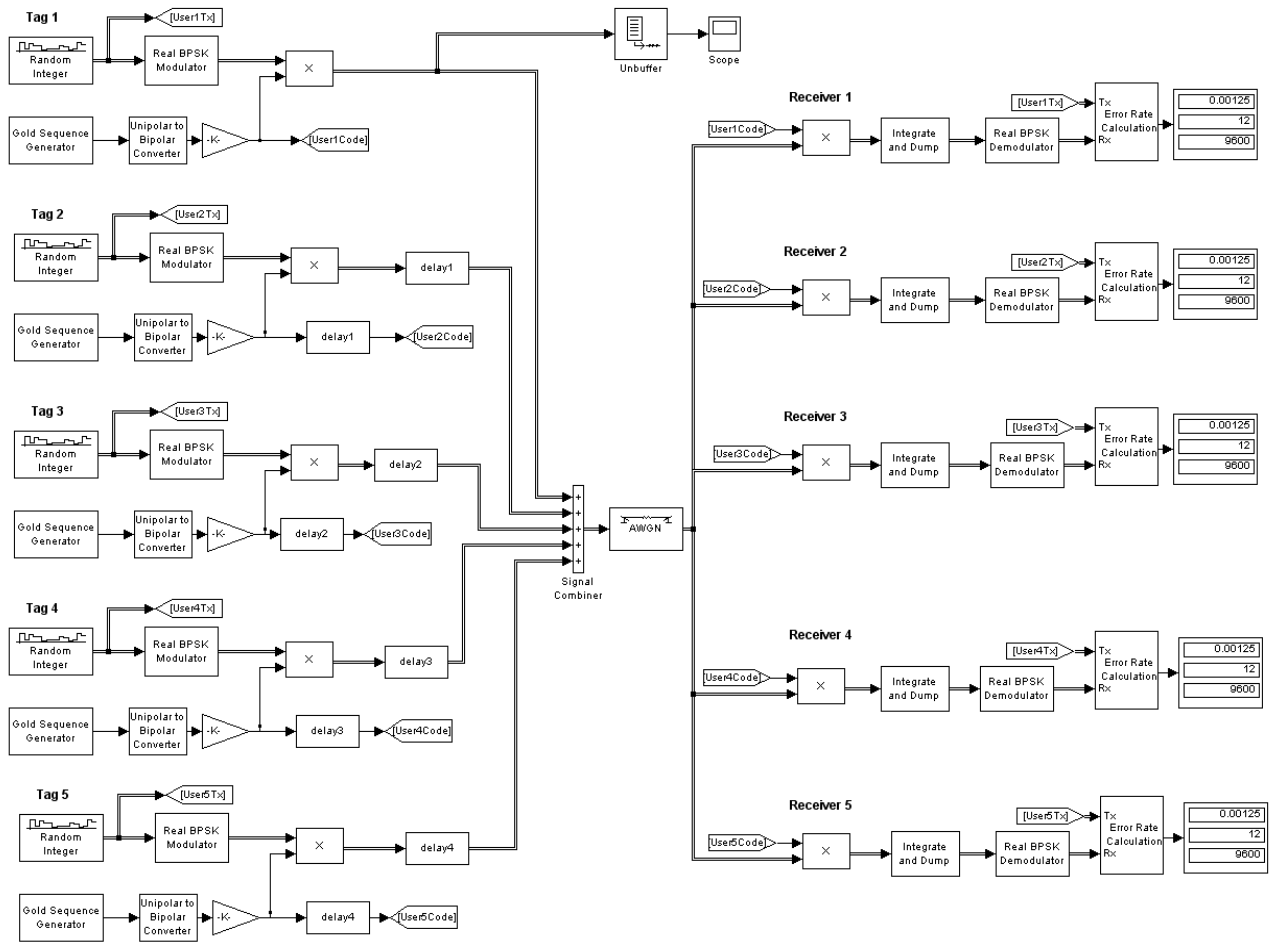 Tag 1
[User1Tx]
Random
Integer
Real BPSK
Modulator
×
Gold Sequence
Generator
Unipolar to
Bipolar
Converter
-K-
[User1Code]
Unbuffer
Scope
Tag 2
[User2Tx]
Random
Integer
Real BPSK
Modulator
×
delay1
Gold Sequence
Generator
Unipolar to
Bipolar
Converter
-K-
delay1
[User2Code]
Tag 3
[User3Tx]
Random
Integer
Real BPSK
Modulator
×
delay2
Gold Sequence
Generator
Unipolar to
Bipolar
Converter
-K-
delay2
[User3Code]
Tag 4
[User4Tx]
Random
Integer
Real BPSK
Modulator
×
delay3
Gold Sequence
Generator
Unipolar to
Bipolar
Converter
-K-
delay3
[User4Code]
Tag 5
[User5Tx]
Random
Integer
Real BPSK
Modulator
×
delay4
Gold Sequence
Generator
Unipolar to
Bipolar
Converter
-K-
delay4
[User5Code]
+
+
+
+
+
Signal
Combiner
AWGN
Receiver 1
[User1Code]
×
Integrate
and Dump
Real BPSK
Demodulator
[User1Tx]
Tx
Error Rate
Calculation
Rx
0.00125
12
9600
Receiver 2
[User2Code]
×
Integrate
and Dump
Real BPSK
Demodulator
[User2Tx]
Tx
Error Rate
Calculation
Rx
0.00125
12
9600
Receiver 3
[User3Code]
×
Integrate
and Dump
Real BPSK
Demodulator
[User3Tx]
Tx
Error Rate
Calculation
Rx
0.00125
12
9600
Receiver 4
[User4Code]
×
Integrate
and Dump
Real BPSK
Demodulator
[User4Tx]
Tx
Error Rate
Calculation
Rx
0.00125
12
9600
Receiver 5
[User5Code]
×
Integrate
and Dump
Real BPSK
Demodulator
[User5Tx]
Tx
Error Rate
Calculation
Rx
0.00125
12
9600